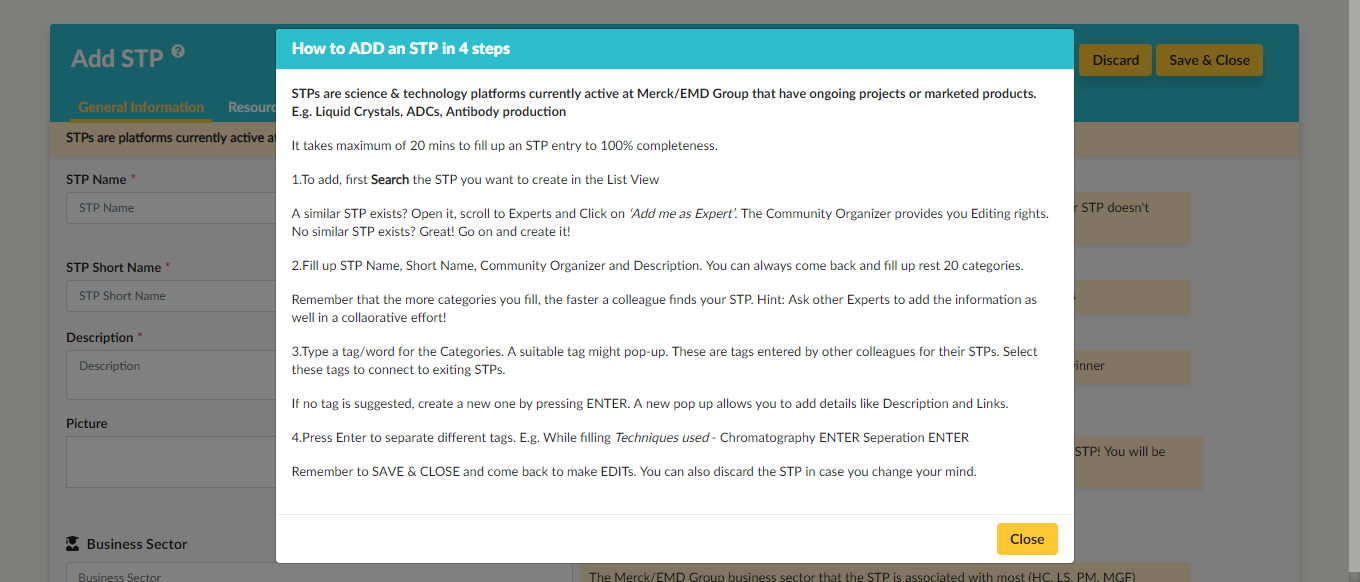 Add STP ?
Discard
Save & Close
General Information
Resourc
STPs are platforms currently active at
STP Name *
STP Name
r STP doesn't
STP Short Name *
STP Short Name
Description *
Description
inner
Picture
STP! You will be
Business Sector
Business Sector
The Merck/EMD Group business sector that the STP is associated with most (HC, LS, PM, MGF)
How to ADD an STP in 4 steps
STPs are science & technology platforms currently active at Merck/EMD Group that have ongoing projects or marketed products.
E.g. Liquid Crystals, ADCs, Antibody production
It takes maximum of 20 mins to fill up an STP entry to 100% completeness.
1.To add, first Search the STP you want to create in the List View
A similar STP exists? Open it, scroll to Experts and Click on ‘Add me as Expert’. The Community Organizer provides you Editing rights.
No similar STP exists? Great! Go on and create it!
2.Fill up STP Name, Short Name, Community Organizer and Description. You can always come back and fill up rest 20 categories.
Remember that the more categories you fill, the faster a colleague finds your STP. Hint: Ask other Experts to add the information as
well in a collaorative effort!
3.Type a tag/word for the Categories. A suitable tag might pop-up. These are tags entered by other colleagues for their STPs. Select
these tags to connect to exiting STPs.
If no tag is suggested, create a new one by pressing ENTER. A new pop up allows you to add details like Description and Links.
4.Press Enter to separate different tags. E.g. While filling Techniques used - Chromatography ENTER Seperation ENTER
Remember to SAVE & CLOSE and come back to make EDITs. You can also discard the STP in case you change your mind.
Close